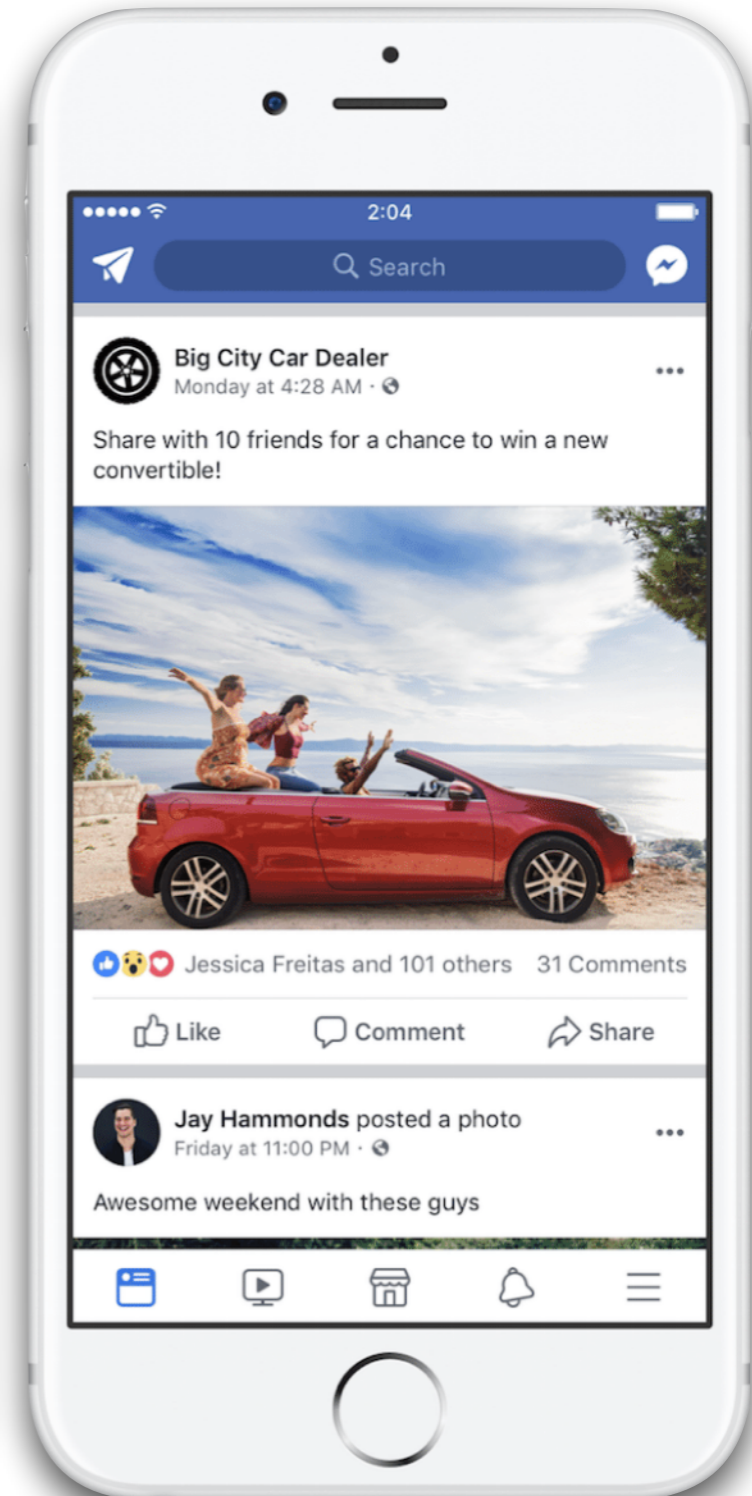 2:04
Search
Big City Car Dealer
Monday at 4:28 AM ·
Share with 10 friends for a chance to win a new
convertible!
Jessica Freitas and 101 others 31 Comments
Like Comment Share
Jay Hammonds posted a photo
Friday at 11:00 PM ·
Awesome weekend with these guys